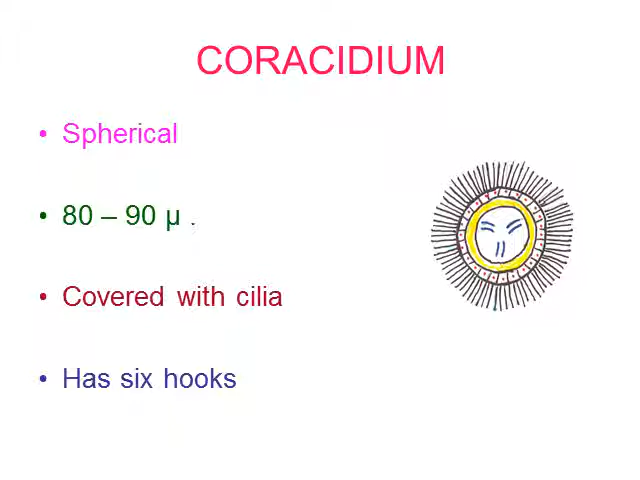 CORACIDIUM
• Spherical
• 80 – 90 µ .
• Covered with cilia
• Has six hooks